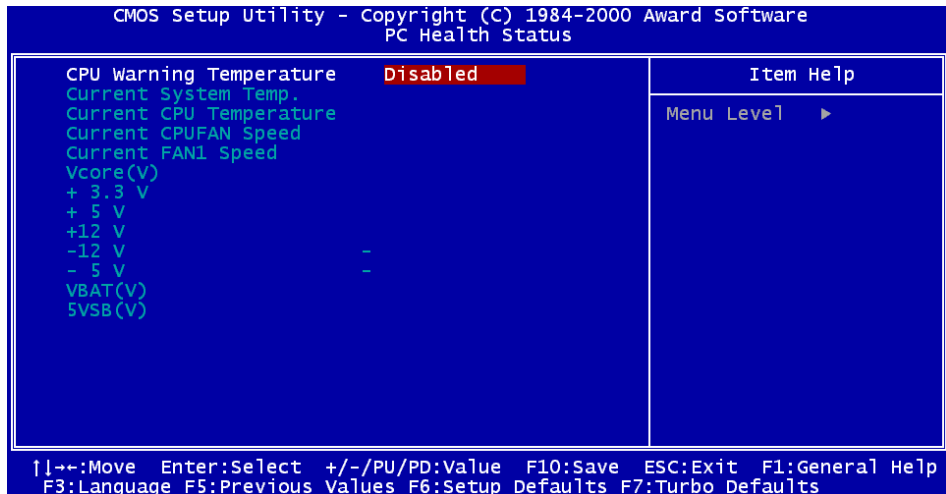 CMOS Setup Utility - Copyright (C) 1984-2000 Award Software
PC Health Status
CPU Warning Temperature Disabled
Current System Temp.
Current CPU Temperature
Current CPUFAN Speed
Current FAN1 Speed
Vcore(V)
+ 3.3 V
+ 5 V
+12 V
-12 V -
- 5 V -
VBAT(V)
5VSB(V)
Item Help
Menu Level ►
↑↓→←:Move Enter:Select +/-/PU/PD:Value F10:Save ESC:Exit F1:General Help
F3:Language F5:Previous Values F6:Setup Defaults F7:Turbo Defaults